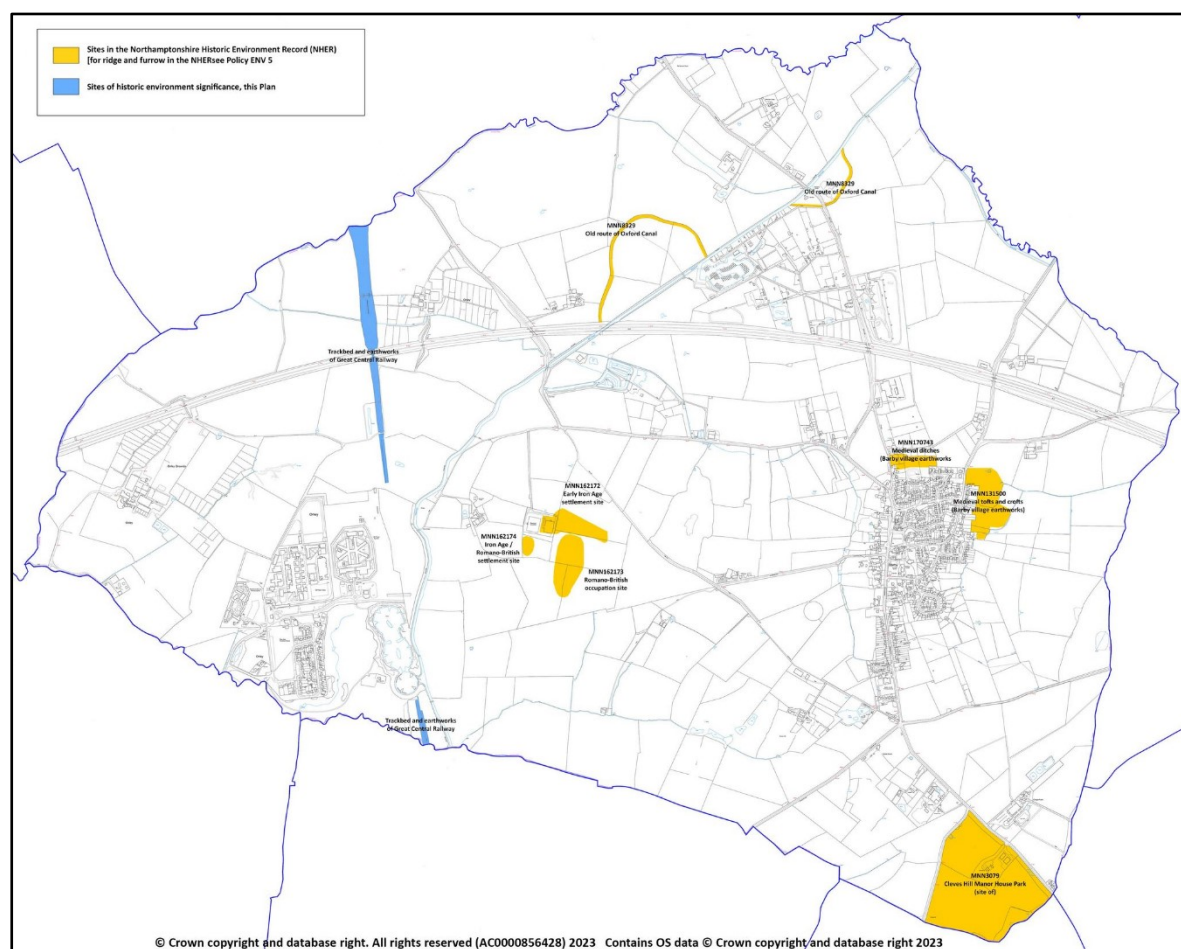 Sites in the Northamptonshire Historic Environment Record (NHER)
[for ridge and furrow in the NHERsee Policy ENV 5
Sites of historic environment significance, this Plan
MNN8329
Old route of Oxford Canal
MNN8329
Old route of Oxford Canal
Trackbed and earthworks
of Great Central Railway
MNN170743
Medieval ditches
(Barby village earthworks
MNN162172
Early Iron Age
settlement site
MNN131500
Medieval tofts and crofts
(Barby village earthworks)
MNN162174
Iron Age /
Romano-British
settlement site
MNN162173
Romano-British
occupation site
Trackbed and earthworks
of Great Central Railway
MNN3079
Cleves Hill Manor House Park
(site of)
© Crown copyright and database right. All rights reserved (AC0000856428) 2023 Contains OS data © Crown copyright and database right 2023